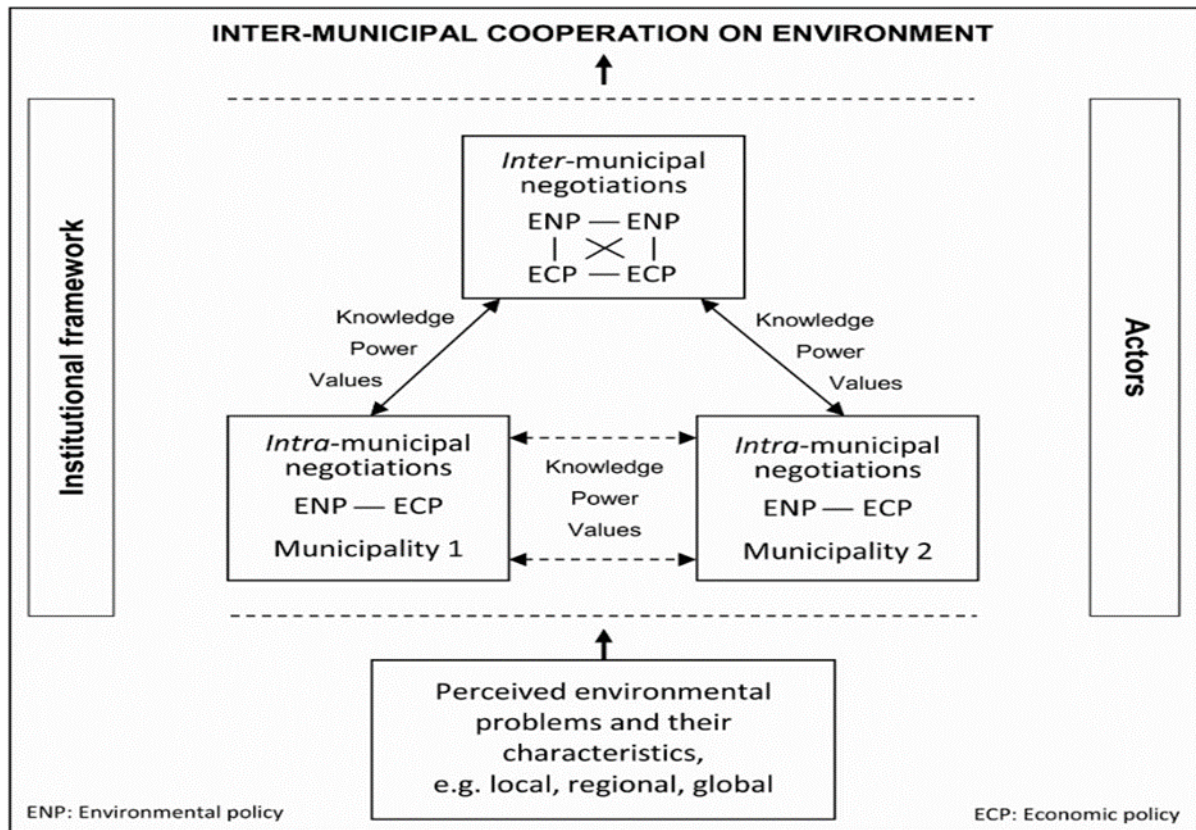 INTER-MUNICIPAL COOPERATION ON ENVIRONMENT
Institutional framework
Actors
Inter-municipal
negotiations
ENP — ENP
ECP — ECP
Knowledge
Power
Values
Knowledge
Power
Values
Intra-municipal
negotiations
ENP — ECP
Municipality 1
Knowledge
Power
Values
Intra-municipal
negotiations
ENP — ECP
Municipality 2
Perceived environmental
problems and their
characteristics,
e.g. local, regional, global
ENP: Environmental policy
ECP: Economic policy